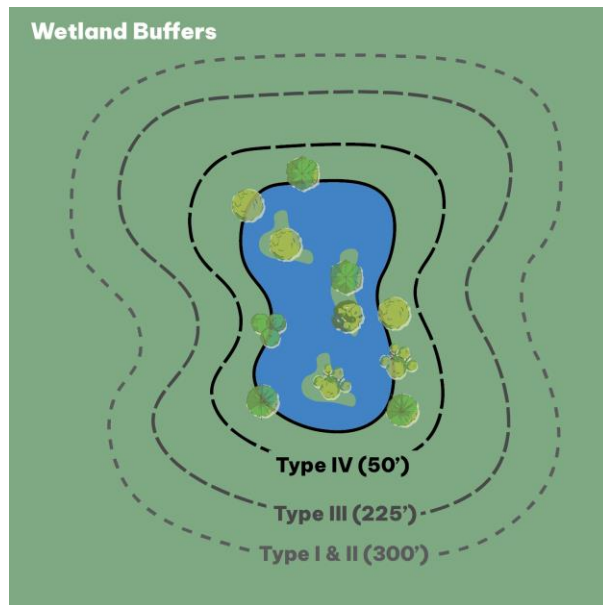 Wetland Buffers
Type IV (50’)
Type III (225’)
Type I & II (300’)